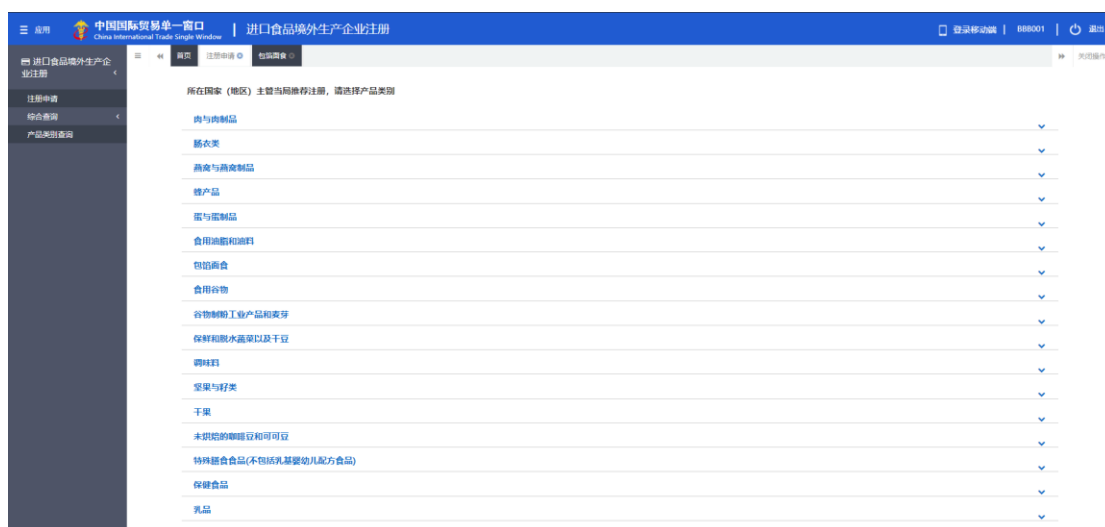 应用
中国国际贸易单一窗口
China International Trade Single Window
进口食品境外生产企业注册
登录移动端
BBB001
退出
进口食品境外生产企
业注册
注册申请
综合查询
产品类别查询
首页
注册申请
包馅面食
关闭操作
所在国家（地区）主管当局推荐注册，请选择产品类别
肉与肉制品
肠衣类
燕窝与燕窝制品
蜂产品
蛋与蛋制品
食用油脂和油料
包馅面食
食用谷物
谷物制粉工业产品和麦芽
保鲜和脱水蔬菜以及干豆
调味料
坚果与籽类
干果
未烘焙的咖啡豆和可可豆
特殊膳食食品(不包括乳基婴幼儿配方食品)
保健食品
乳品